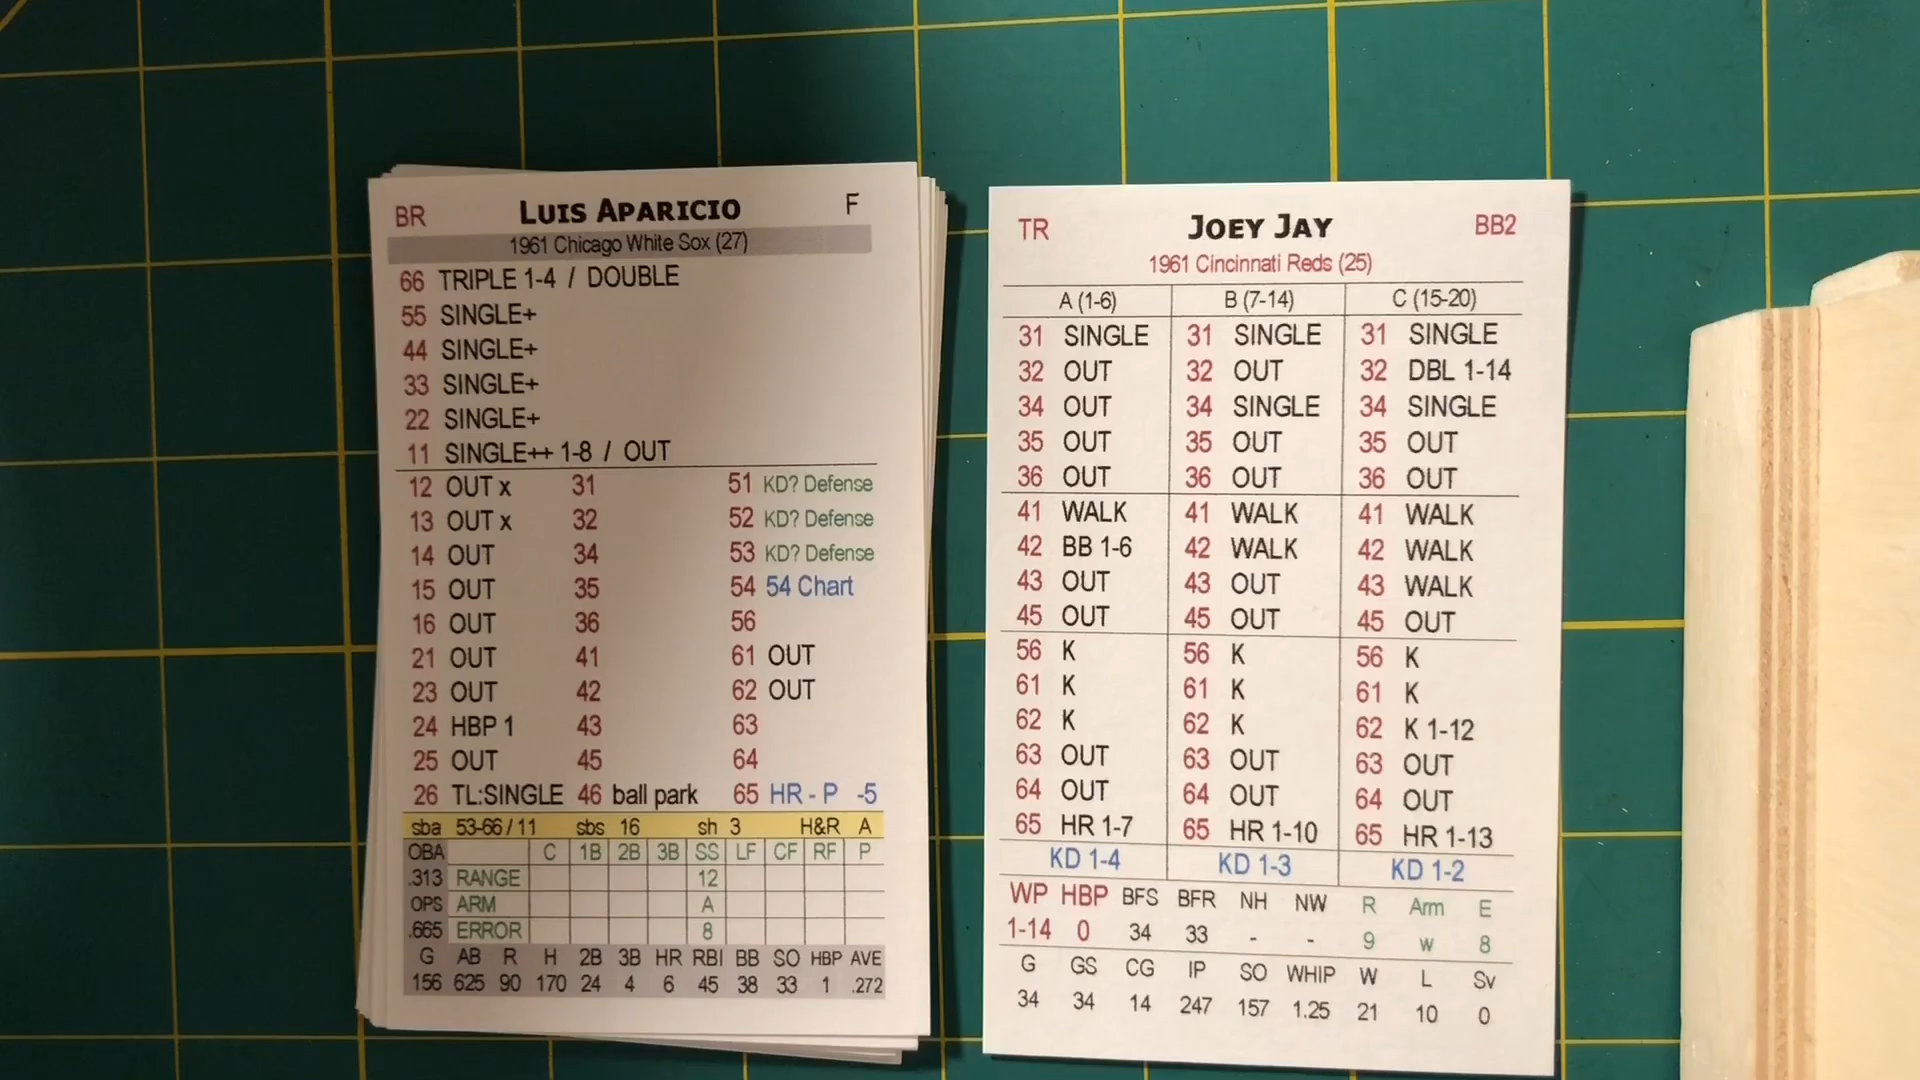 BR LUIS APARICIO F
1961 Chicago White Sox (27)
66 TRIPLE 1-4 / DOUBLE
55 SINGLE+
44 SINGLE+
33 SINGLE+
22 SINGLE+
11 SINGLE++ 1-8 / OUT
12 OUT x 31 51 KD? Defense
13 OUT x 32 52 KD? Defense
14 OUT 34 53 KD? Defense
15 OUT 35 54 54 Chart
16 OUT 36 56
21 OUT 41 61 OUT
23 OUT 42 62 OUT
24 HBP 1 43 63
25 OUT 45 64
26 TL:SINGLE 46 ball park 65 HR - P -5
sba 53-66 / 11 sbs 16 sh 3 H&R A
OBA C 1B 2B 3B SS LF CF RF P
.313 RANGE 12
OPS ARM A
.665 ERROR 8
G AB R H 2B 3B HR RBI BB SO HBP AVE
156 625 90 170 24 4 6 45 38 33 1 .272
TR JOEY JAY BB2
1961 Cincinnati Reds (25)
A (1-6) B (7-14) C (15-20)
31 SINGLE 31 SINGLE 31 SINGLE
32 OUT 32 OUT 32 DBL 1-14
34 OUT 34 SINGLE 34 SINGLE
35 OUT 35 OUT 35 OUT
36 OUT 36 OUT 36 OUT
41 WALK 41 WALK 41 WALK
42 BB 1-6 42 WALK 42 WALK
43 OUT 43 OUT 43 WALK
45 OUT 45 OUT 45 OUT
56 K 56 K 56 K
61 K 61 K 61 K
62 K 62 K 62 K 1-12
63 OUT 63 OUT 63 OUT
64 OUT 64 OUT 64 OUT
65 HR 1-7 65 HR 1-10 65 HR 1-13
KD 1-4 KD 1-3 KD 1-2
WP HBP BFS BFR NH NW R Arm E
1-14 0 34 33 - - 9 w 8
G GS CG IP SO WHIP W L Sv
34 34 14 247 157 1.25 21 10 0